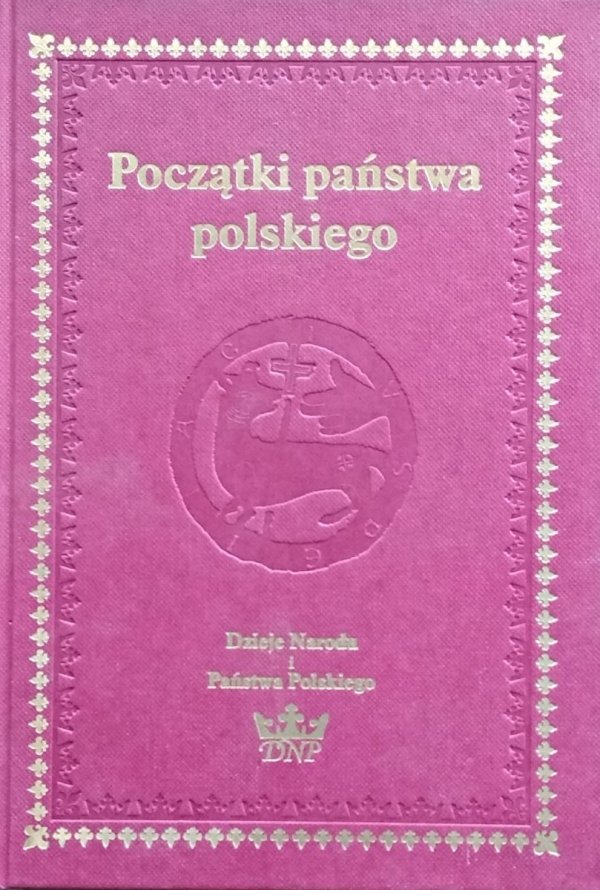 Początki państwa
polskiego
Dzieje Narodu
i
Państwa Polskiego
DNP